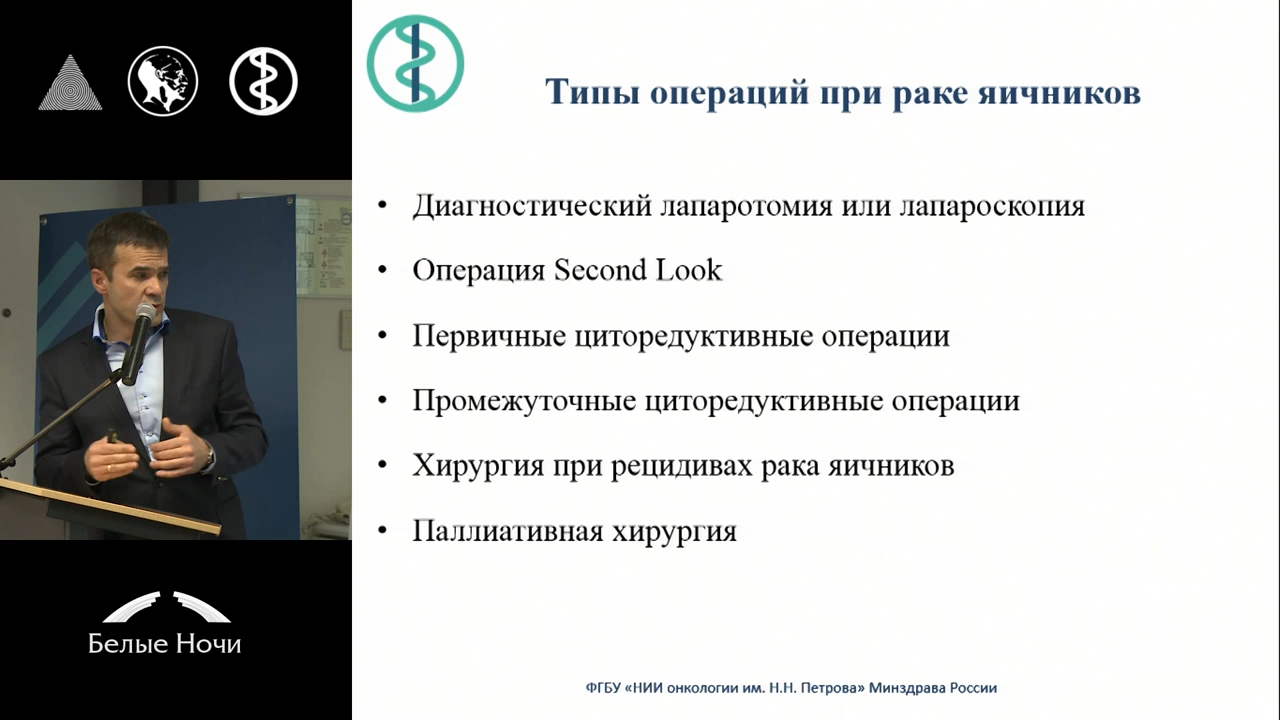 Типы операций при раке яичников
• Диагностический лапаротомия или лапароскопия
• Операция Second Look
• Первичные циторедуктивные операции
• Промежуточные циторедуктивные операции
• Хирургия при рецидивах рака яичников
• Паллиативная хирургия
Белые Ночи
ФГБУ «НИИ онкологии им. Н.Н. Петрова» Минздрава России